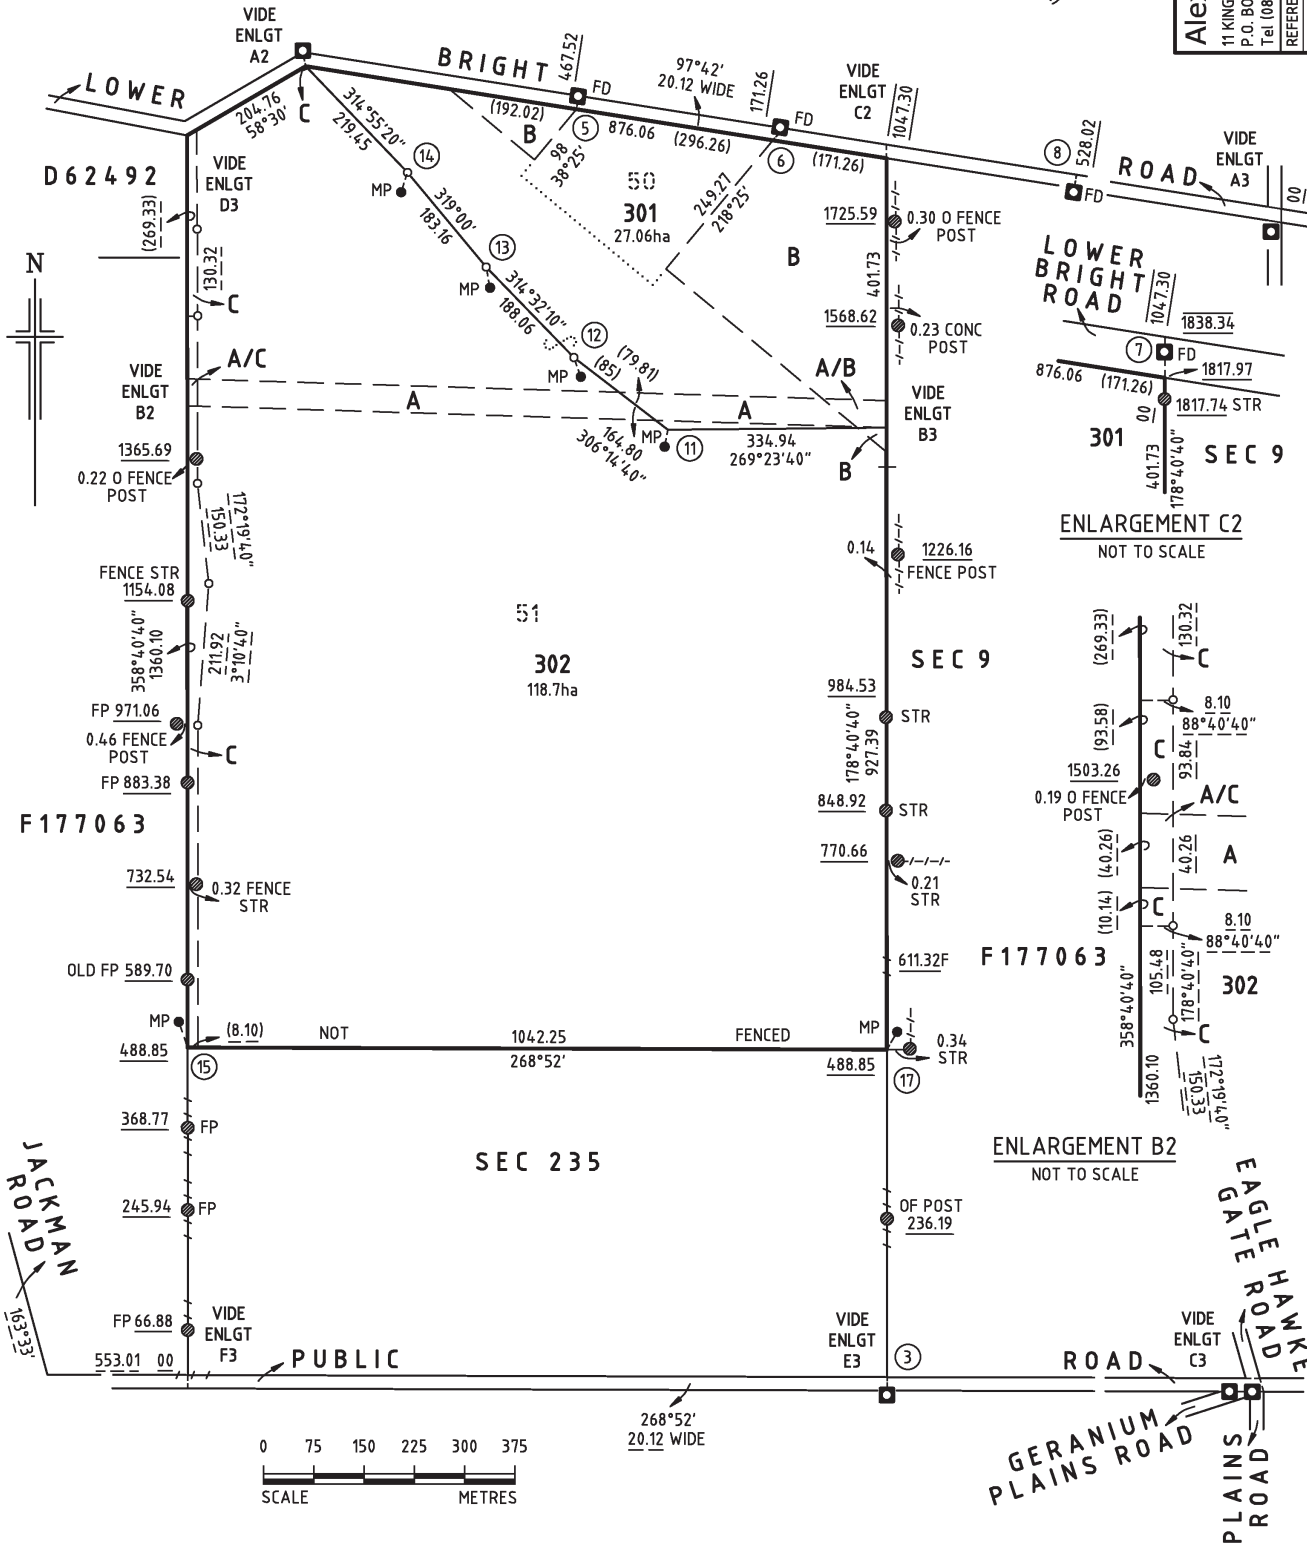 Ale
11 KING
P.O. BO
Tel (08
REFERE
VIDE
ENLGT
A2
LOWER
BRIGHT
467.52
FD
97°42'
20.12 WIDE
171.26
VIDE
ENLGT
C2
1047.30
8
528.02
FD
ROAD
VIDE
ENLGT
A3
00
204.76
58°30'
C
314°55'20"
219.45
(192.02)
B
5
876.06
(296.26)
6
(171.26)
98
38°25'
D62492
VIDE
ENLGT
D3
14
MP
50
301
27.06ha
249.27
218°25'
1725.59
0.30 O FENCE
POST
(269.33)
130.32
319°00'
183.16
13
MP
B
401.73
LOWER
BRIGHT
ROAD
1047.30
1838.34
N
C
314°32'10"
188.06
12
1568.62
0.23 CONC
POST
7
FD
1817.97
876.06
(171.26)
00
1817.74 STR
VIDE
ENLGT
B2
A/C
A
MP
(85)
(79.81)
A/B
A
VIDE
ENLGT
B3
301
SEC 9
401.73
178°40'40"
1365.69
0.22 O FENCE
POST
164.80
306°14'40"
MP
11
334.94
269°23'40"
B
ENLARGEMENT C2
NOT TO SCALE
172°19'40"
150.33
0.14
1226.16
FENCE POST
FENCE STR
1154.08
51
302
118.7ha
358°40'40"
1360.10
211.92
3°10'40"
SEC 9
(269.33)
130.32
C
984.53
STR
FP 971.06
0.46 FENCE
POST
C
178°40'40"
927.39
8.10
88°40'40"
(93.58)
C
93.84
1503.26
0.19 O FENCE
POST
A/C
FP 883.38
848.92
STR
F177063
770.66
0.21
STR
(40.26)
40.26
A
732.54
0.32 FENCE
STR
(10.14)
C
8.10
88°40'40"
OLD FP 589.70
611.32F
F177063
358°40'40"
105.48
178°40'40"
302
MP
(8.10)
NOT
1042.25
FENCED
MP
0.34
STR
C
488.85
15
268°52'
488.85
17
1360.10
172°19'40"
150.33
368.77
FP
SEC 235
ENLARGEMENT B2
NOT TO SCALE
JACKMAN
ROAD
245.94
FP
OF POST
236.19
EAGLE HAWKE
GATE ROAD
163°33'
FP 66.88
VIDE
ENLGT
F3
VIDE
ENLGT
E3
3
VIDE
ENLGT
C3
553.01
00
PUBLIC
ROAD
268°52'
20.12 WIDE
GERANIUM
PLAINS ROAD
PLAINS
ROAD
0 75 150 225 300 375
SCALE METRES